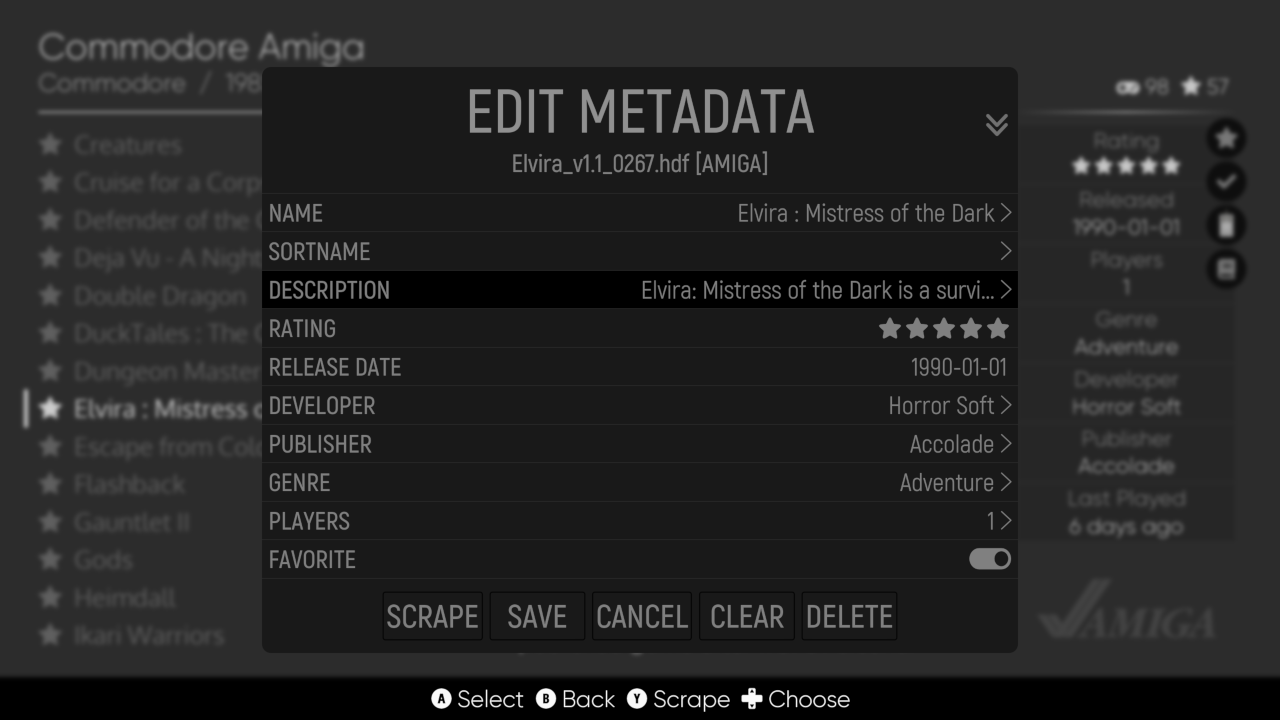 Commodore Amiga
Commodore / 198
98 57
EDIT METADATA
Elvira_v1.1_0267.hdf [AMIGA]
NAME Elvira : Mistress of the Dark
SORTNAME
DESCRIPTION Elvira: Mistress of the Dark is a survi...
RATING
RELEASE DATE 1990-01-01
DEVELOPER Horror Soft
PUBLISHER Accolade
GENRE Adventure
PLAYERS 1
FAVORITE
SCRAPE SAVE CANCEL CLEAR DELETE
Creatures
Cruise for a Corp
Defender of the
Deja Vu - A Night
Double Dragon
DuckTales : The
Dungeon Master
Elvira : Mistress
Escape from Colo
Flashback
Gauntlet II
Gods
Heimdall
Ikari Warriors
Rating
Released
1990-01-01
Players
1
Genre
Adventure
Developer
Horror Soft
Publisher
Accolade
Last Played
6 days ago
AMIGA
A Select B Back Y Scrape Choose